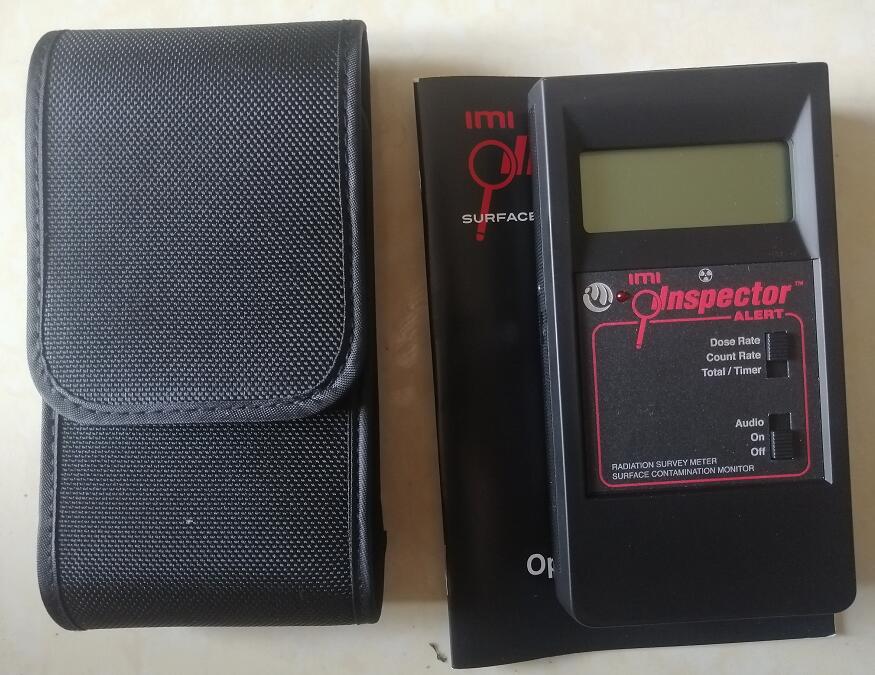 imi
SURFACE
Op
imi
Inspector™
ALERT
Dose Rate
Count Rate
Total / Timer
Audio
On
Off
RADIATION SURVEY METER
SURFACE CONTAMINATION MONITOR